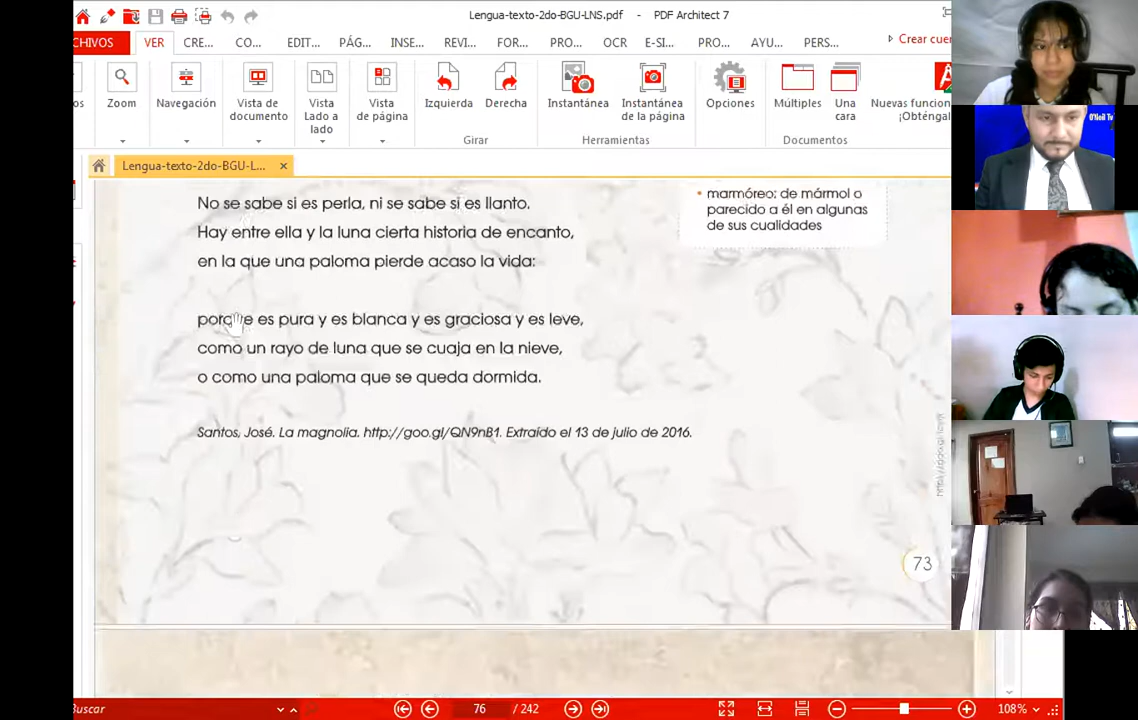 Lengua-texto-2do-BGU-LNS.pdf - PDF Architect 7
CHIVOS VER CRE... CO... EDIT... PÁG... INSE... REVI... FOR... PRO... OCR E-SI... PRO... AYU... PERS... Crear cuen
os Zoom Navegación Vista de documento Vista Lado a lado Vista de página Izquierda Derecha Instantánea Instantánea de la página Opciones Múltiples Una cara Nuevas funcion ¡Obténgal
Girar Herramientas Documentos
O'Neil Tv
Lengua-texto-2do-BGU-L...
No se sabe si es perla, ni se sabe si es llanto.
Hay entre ella y la luna cierta historia de encanto,
en la que una paloma pierde acaso la vida:
porque es pura y es blanca y es graciosa y es leve,
como un rayo de luna que se cuaja en la nieve,
o como una paloma que se queda dormida.
Santos, José. La magnolia. http://goo.gl/QN9nB1. Extraído el 13 de julio de 2016.
• marmóreo: de mármol o
parecido a él en algunas
de sus cualidades
73
Buscar 76 / 242 108%